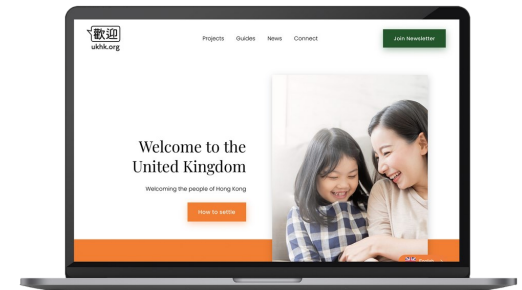 歡迎
ukhk.org
Projects
Guides
News
Connect
Join Newsletter
Welcome to the
United Kingdom
Welcoming the people of Hong Kong
How to settle